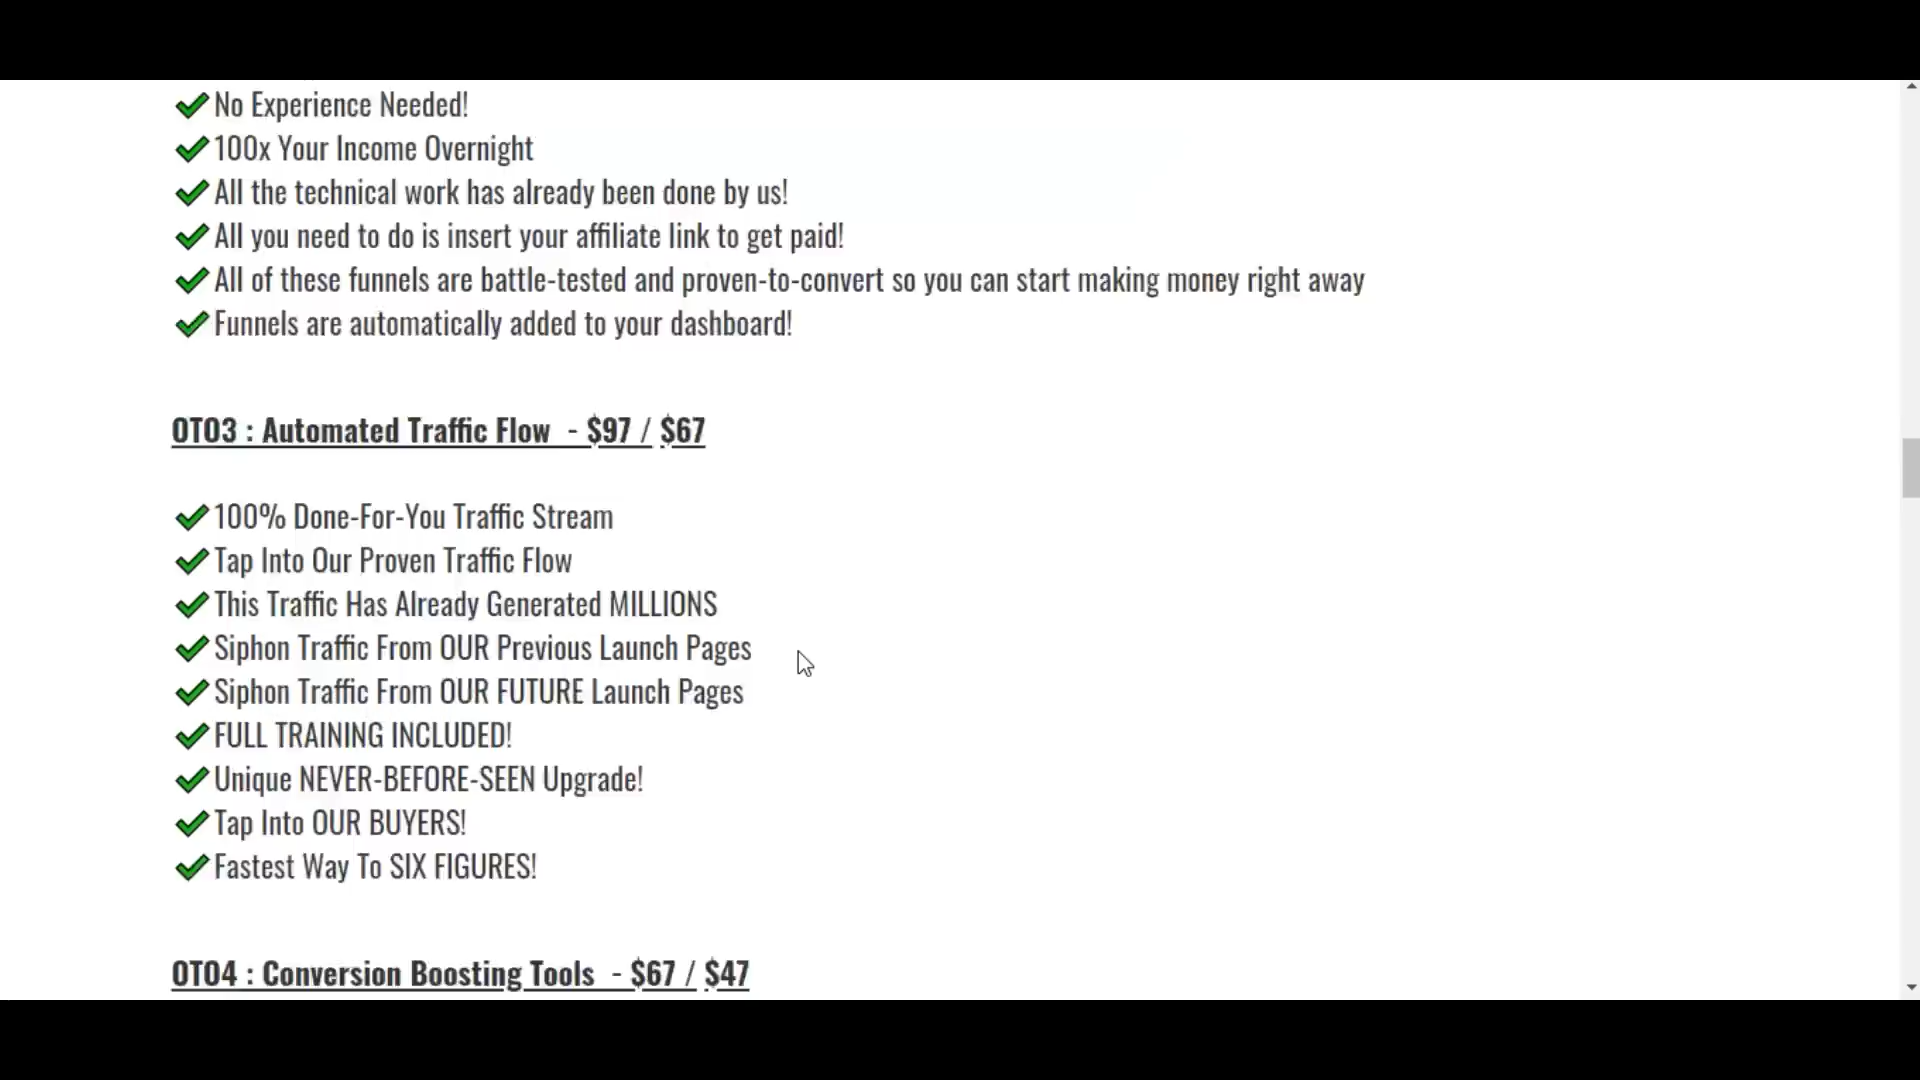 No Experience Needed!
100x Your Income Overnight
All the technical work has already been done by us!
All you need to do is insert your affiliate link to get paid!
All of these funnels are battle-tested and proven-to-convert so you can start making money right away
Funnels are automatically added to your dashboard!
OTO3 : Automated Traffic Flow - $97 / $67
100% Done-For-You Traffic Stream
Tap Into Our Proven Traffic Flow
This Traffic Has Already Generated MILLIONS
Siphon Traffic From OUR Previous Launch Pages
Siphon Traffic From OUR FUTURE Launch Pages
FULL TRAINING INCLUDED!
Unique NEVER-BEFORE-SEEN Upgrade!
Tap Into OUR BUYERS!
Fastest Way To SIX FIGURES!
OTO4 : Conversion Boosting Tools - $67 / $47